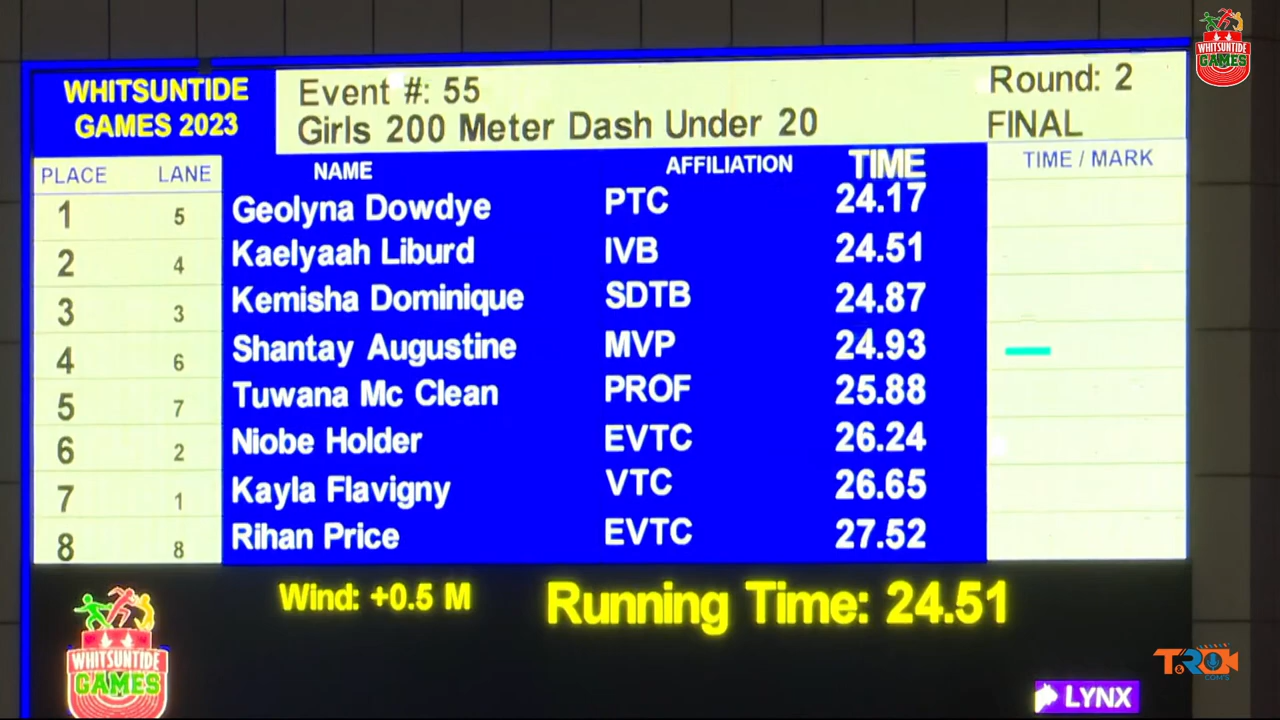 WHITSUNTIDE GAMES
WHITSUNTIDE
GAMES 2023
Event #: 55
Girls 200 Meter Dash Under 20
Round: 2
FINAL
PLACE LANE NAME AFFILIATION TIME TIME / MARK
1 5 Geolyna Dowdye PTC 24.17
2 4 Kaelyaah Liburd IVB 24.51
3 3 Kemisha Dominique SDTB 24.87
4 6 Shantay Augustine MVP 24.93
5 7 Tuwana Mc Clean PROF 25.88
6 2 Niobe Holder EVTC 26.24
7 1 Kayla Flavigny VTC 26.65
8 8 Rihan Price EVTC 27.52
Wind: +0.5 M
Running Time: 24.51
WHITSUNTIDE
GAMES
T&RO
.COM'S
LYNX